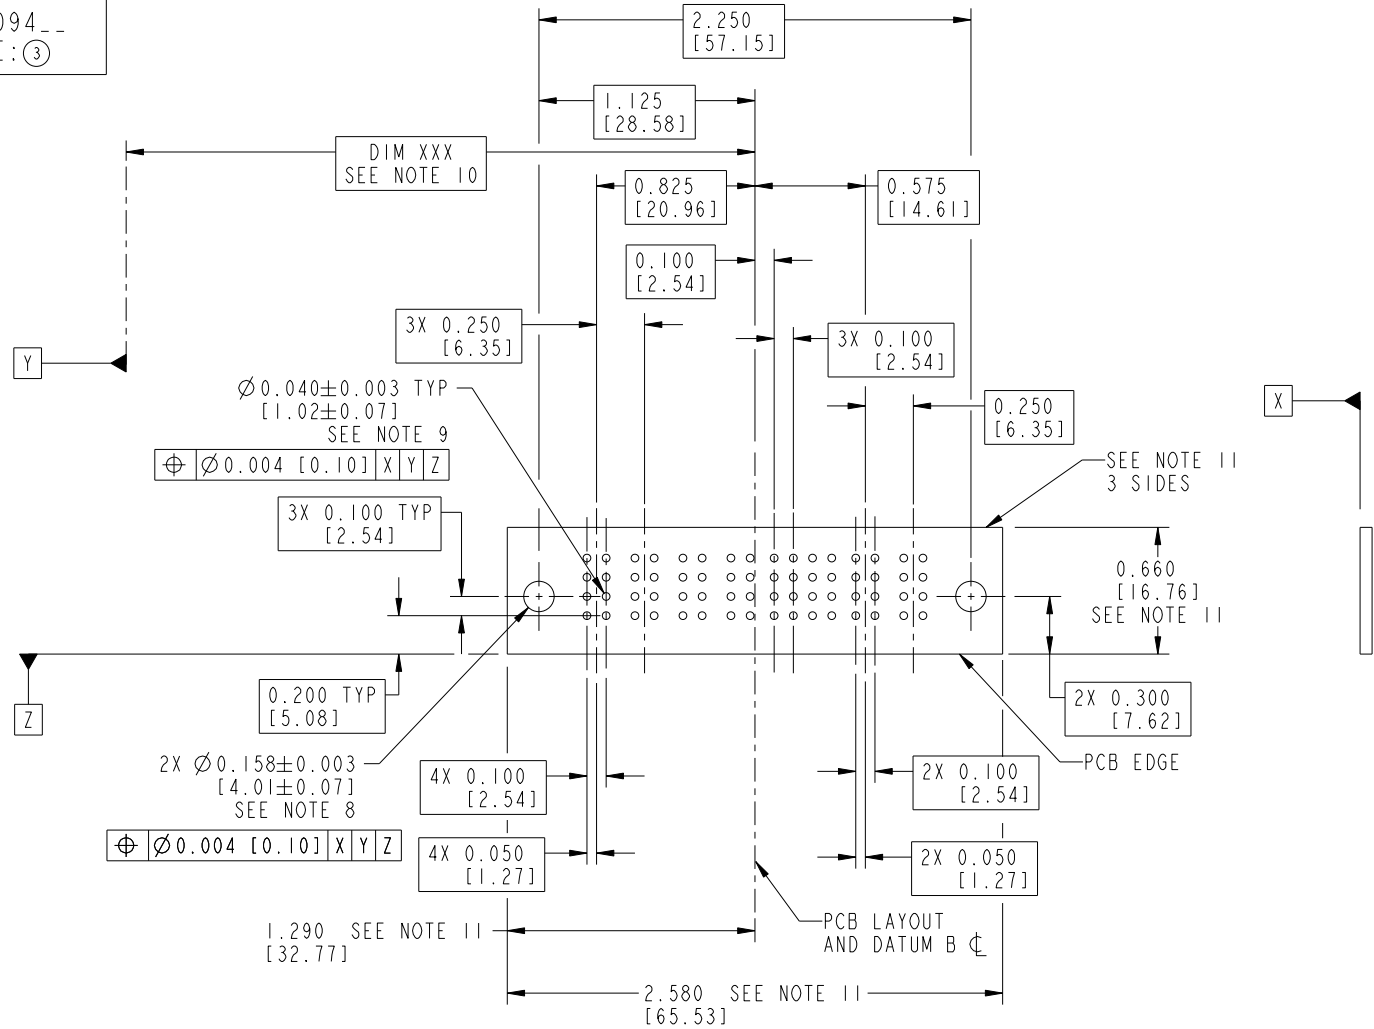 094__
E:③
2.250
[57.15]
1.125
[28.58]
DIM XXX
SEE NOTE 10
0.825
[20.96]
0.575
[14.61]
0.100
[2.54]
3X 0.250
[6.35]
3X 0.100
[2.54]
Y
X
∅0.040±0.003 TYP
[1.02±0.07]
SEE NOTE 9
⌖ ∅0.004 [0.10] X Y Z
0.250
[6.35]
SEE NOTE 11
3 SIDES
3X 0.100 TYP
[2.54]
0.660
[16.76]
SEE NOTE 11
0.200 TYP
[5.08]
2X 0.300
[7.62]
Z
2X ∅0.158±0.003
[4.01±0.07]
SEE NOTE 8
⌖ ∅0.004 [0.10] X Y Z
4X 0.100
[2.54]
2X 0.100
[2.54]
PCB EDGE
4X 0.050
[1.27]
2X 0.050
[1.27]
1.290 SEE NOTE 11
[32.77]
PCB LAYOUT
AND DATUM B ℄
2.580 SEE NOTE 11
[65.53]